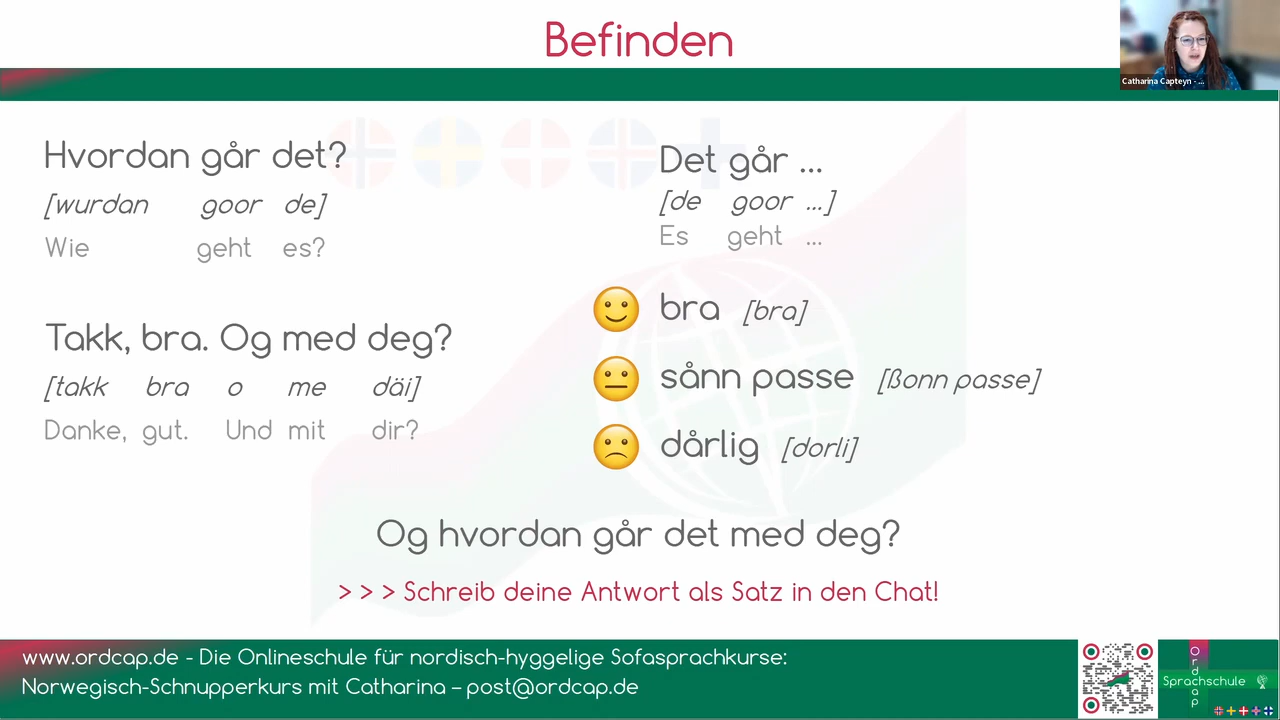 Befinden
Catharina Capteyn - ...
Hvordan går det?
[wurdan goor de]
Wie geht es?
Takk, bra. Og med deg?
[takk bra o me däi]
Danke, gut. Und mit dir?
Det går ...
[de goor ...]
Es geht ...
bra [bra]
sånn passe [ßonn passe]
dårlig [dorli]
Og hvordan går det med deg?
> > > Schreib deine Antwort als Satz in den Chat!
www.ordcap.de - Die Onlineschule für nordisch-hyggelige Sofasprachkurse:
Norwegisch-Schnupperkurs mit Catharina – post@ordcap.de
Ordcap
Sprachschule